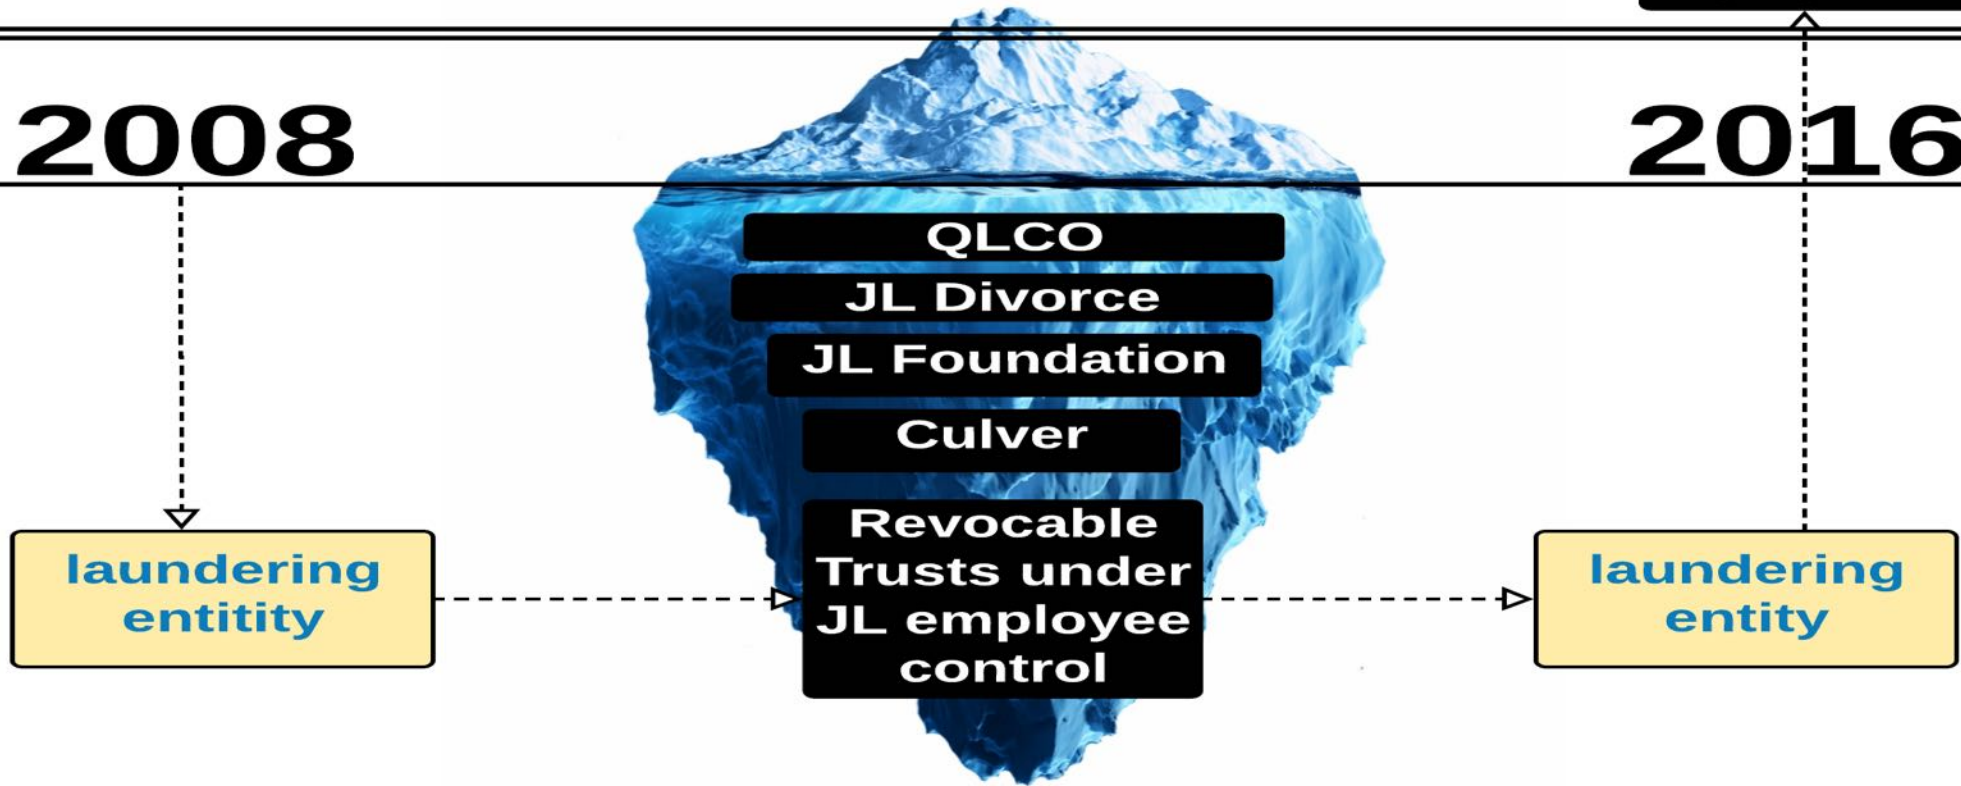 2008
2016
QLCO
JL Divorce
JL Foundation
Culver
Revocable
Trusts under
JL employee
control
laundering
entitity
laundering
entity